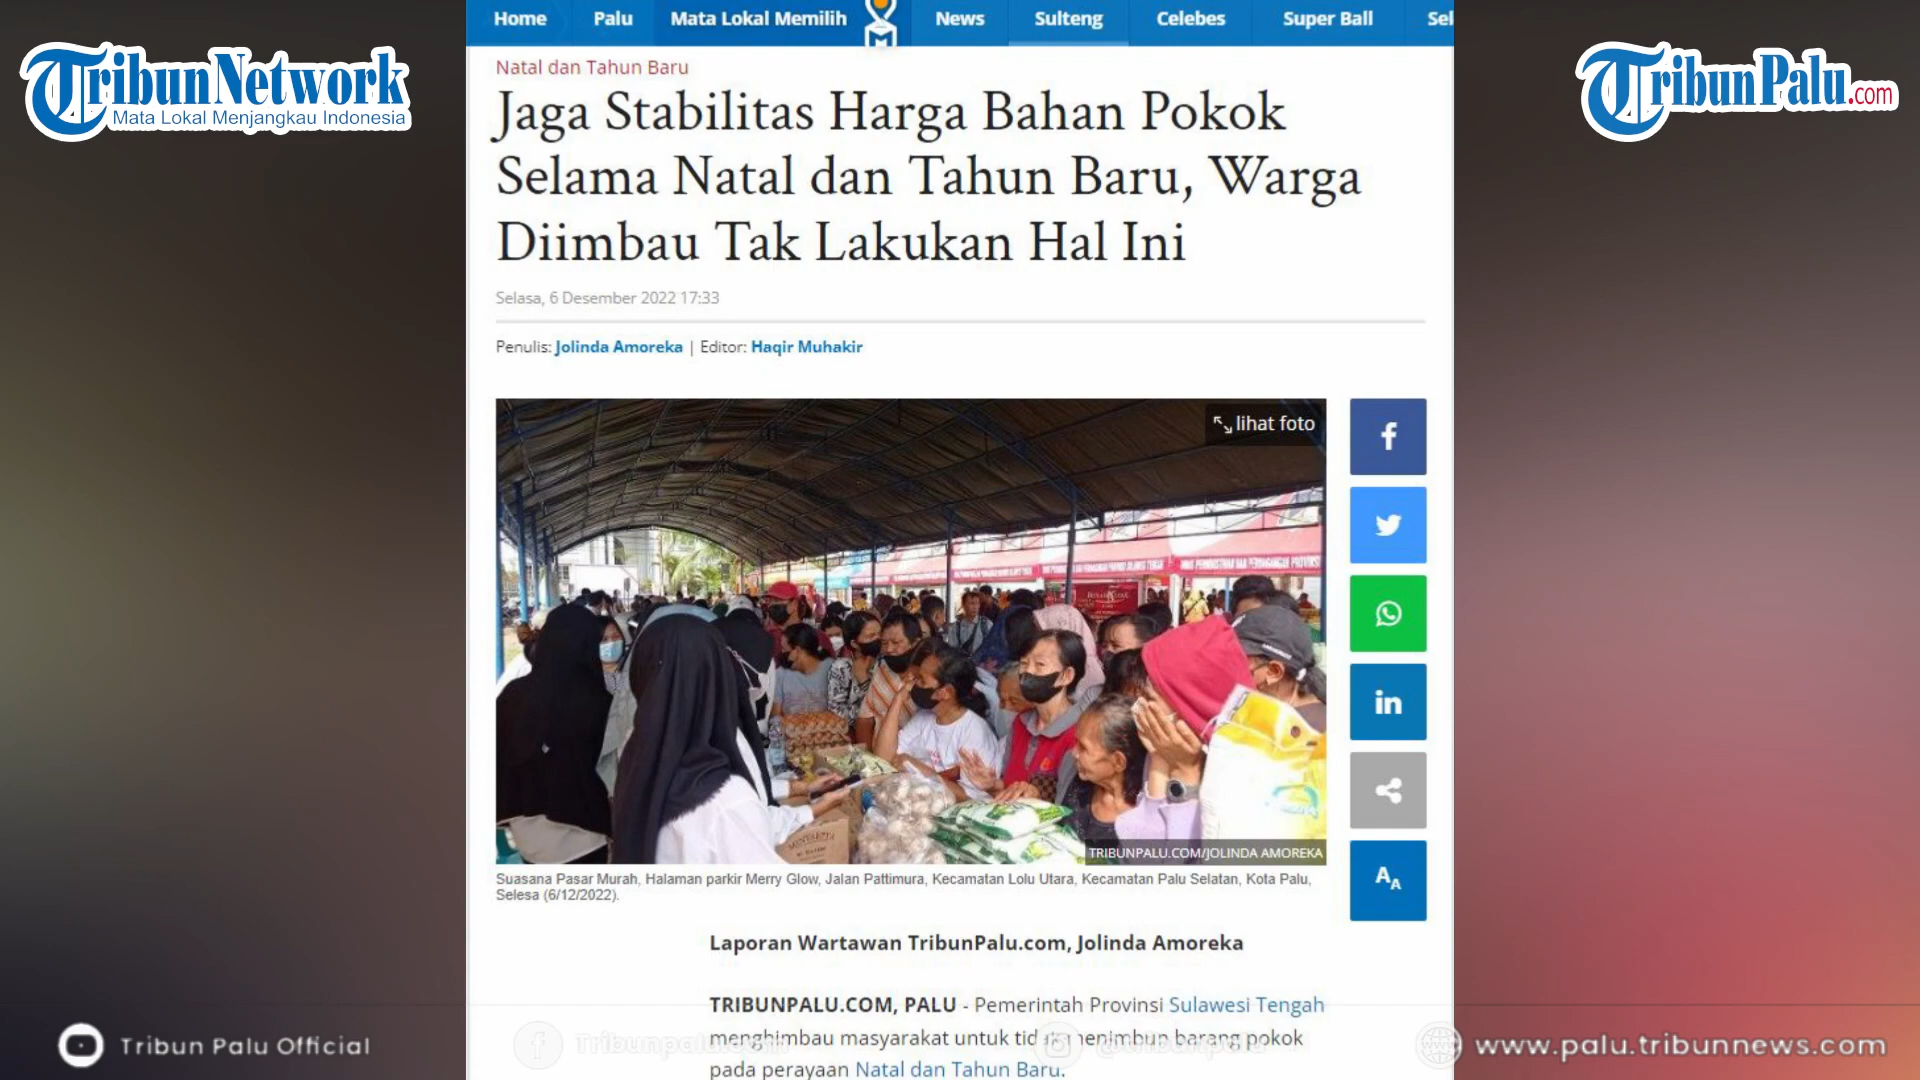 Home Palu Mata Lokal Memilih News Sulteng Celebes Super Ball Sel
TribunNetwork
Mata Lokal Menjangkau Indonesia
TribunPalu.com
Natal dan Tahun Baru
Jaga Stabilitas Harga Bahan Pokok
Selama Natal dan Tahun Baru, Warga
Diimbau Tak Lakukan Hal Ini
Selasa, 6 Desember 2022 17:33
Penulis: Jolinda Amoreka | Editor: Haqir Muhakir
lihat foto
TRIBUNPALU.COM/JOLINDA AMOREKA
Suasana Pasar Murah, Halaman parkir Merry Glow, Jalan Pattimura, Kecamatan Lolu Utara, Kecamatan Palu Selatan, Kota Palu,
Selesa (6/12/2022).
Laporan Wartawan TribunPalu.com, Jolinda Amoreka
TRIBUNPALU.COM, PALU - Pemerintah Provinsi Sulawesi Tengah
menghimbau masyarakat untuk menimbun barang pokok
pada perayaan Natal dan Tahun Baru.
Tribun Palu Official
www.palu.tribunnews.com